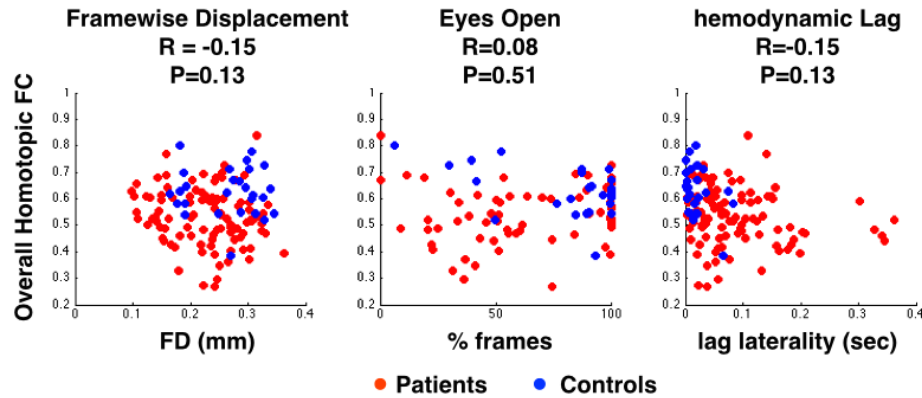 Framewise Displacement
R = -0.15
P=0.13
Eyes Open
R=0.08
P=0.51
hemodynamic Lag
R=-0.15
P=0.13
Overall Homotopic FC
1
0.9
0.8
0.7
0.6
0.5
0.4
0.3
0.2
0 0.1 0.2 0.3 0.4
FD (mm)
1
0.9
0.8
0.7
0.6
0.5
0.4
0.3
0.2
0 50 100
% frames
1
0.9
0.8
0.7
0.6
0.5
0.4
0.3
0.2
0 0.1 0.2 0.3 0.4
lag laterality (sec)
Patients Controls